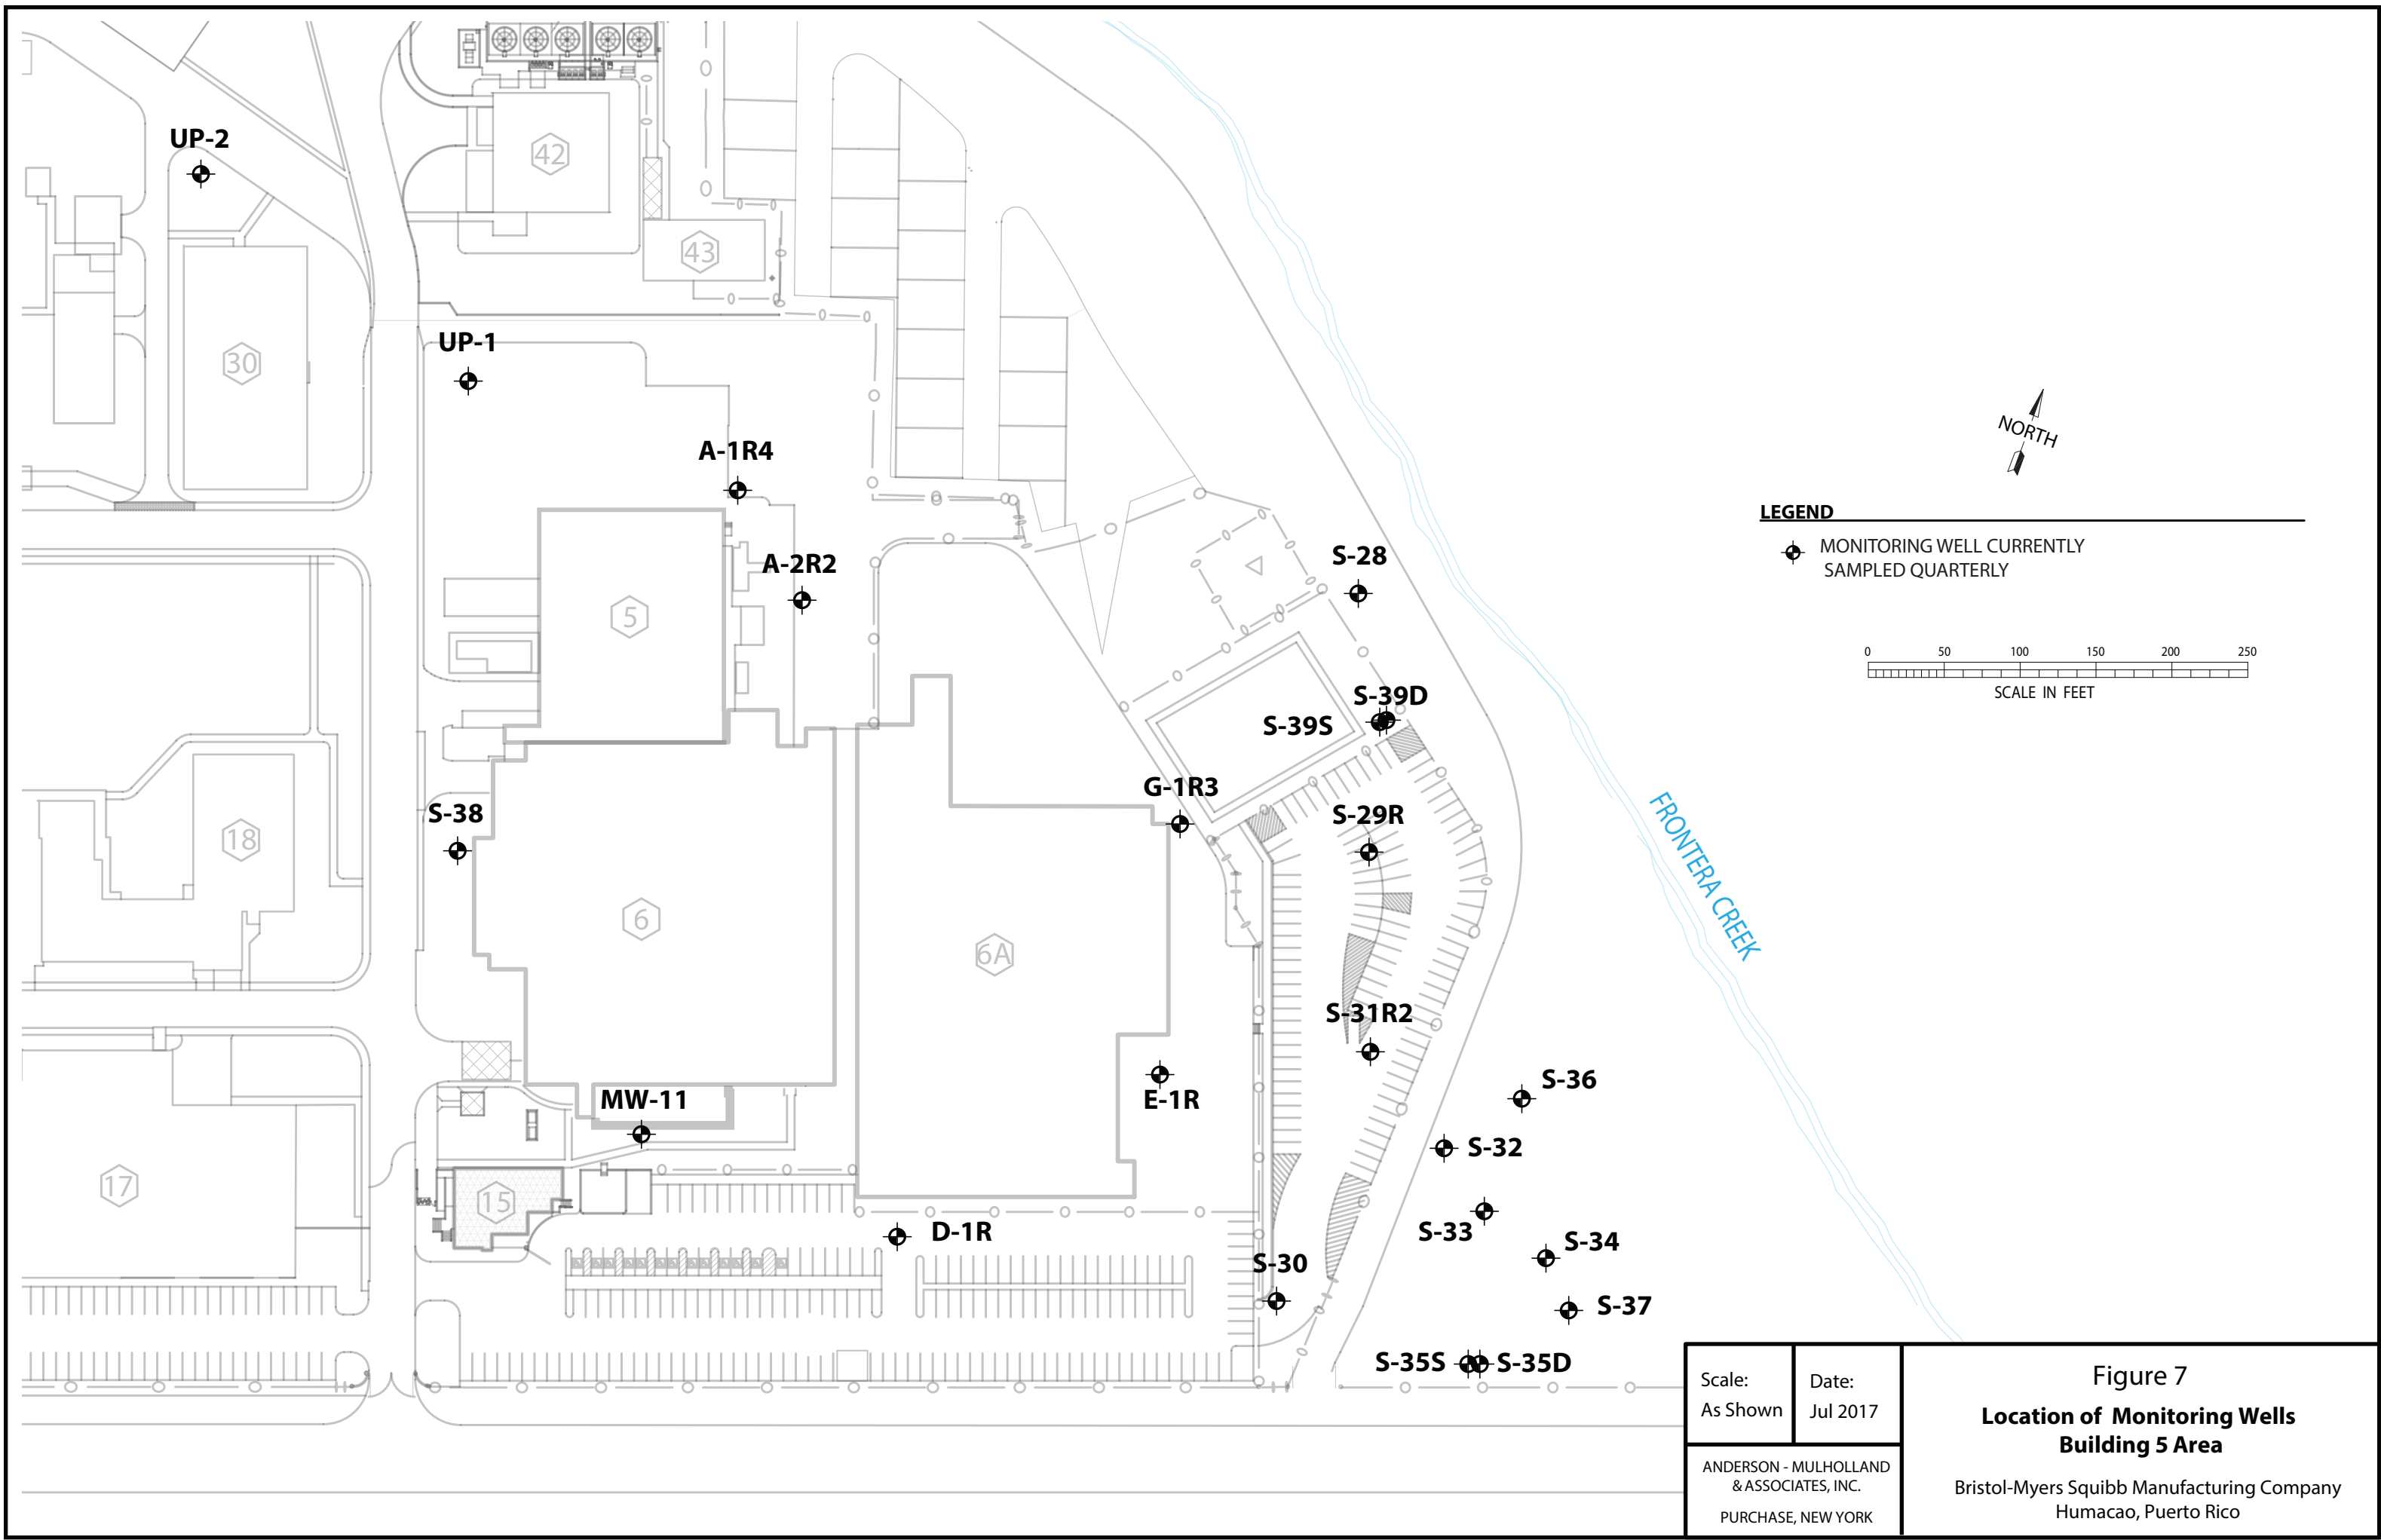 UP-2
42
43
30
UP-1
NORTH
A-1R4
LEGEND
MONITORING WELL CURRENTLY
SAMPLED QUARTERLY
A-2R2
S-28
5
0 50 100 150 200 250
SCALE IN FEET
S-39D
S-39S
G-1R3
S-38
S-29R
18
FRONTERA CREEK
6
6A
S-31R2
S-36
MW-11
E-1R
S-32
17
15
S-33
D-1R
S-34
S-30
S-37
S-35S
S-35D
Scale:
As Shown
Date:
Jul 2017
Figure 7
Location of Monitoring Wells
Building 5 Area
ANDERSON - MULHOLLAND
& ASSOCIATES, INC.
PURCHASE, NEW YORK
Bristol-Myers Squibb Manufacturing Company
Humacao, Puerto Rico